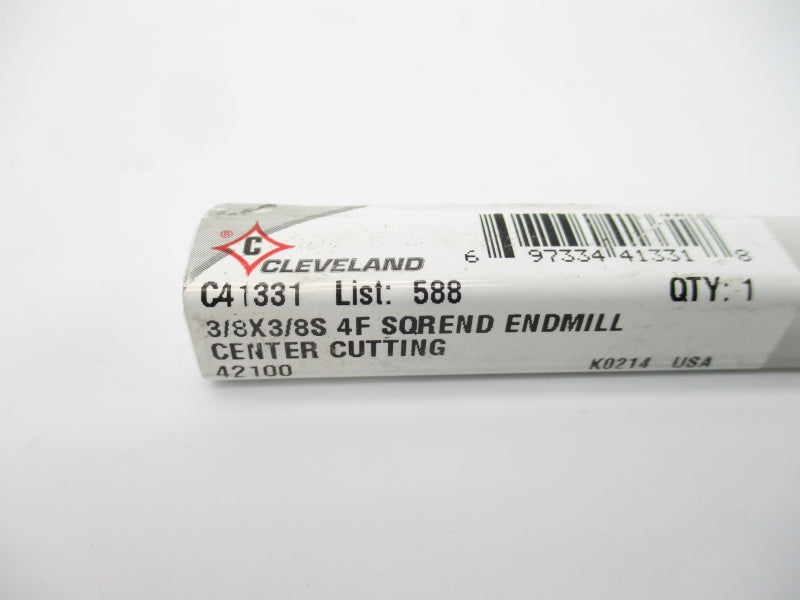 ® C CLEVELAND
6 97334 41331 8
C41331 List: 588 QTY: 1
3/8X3/8S 4F SQREND ENDMILL
CENTER CUTTING
42100 K0214 USA